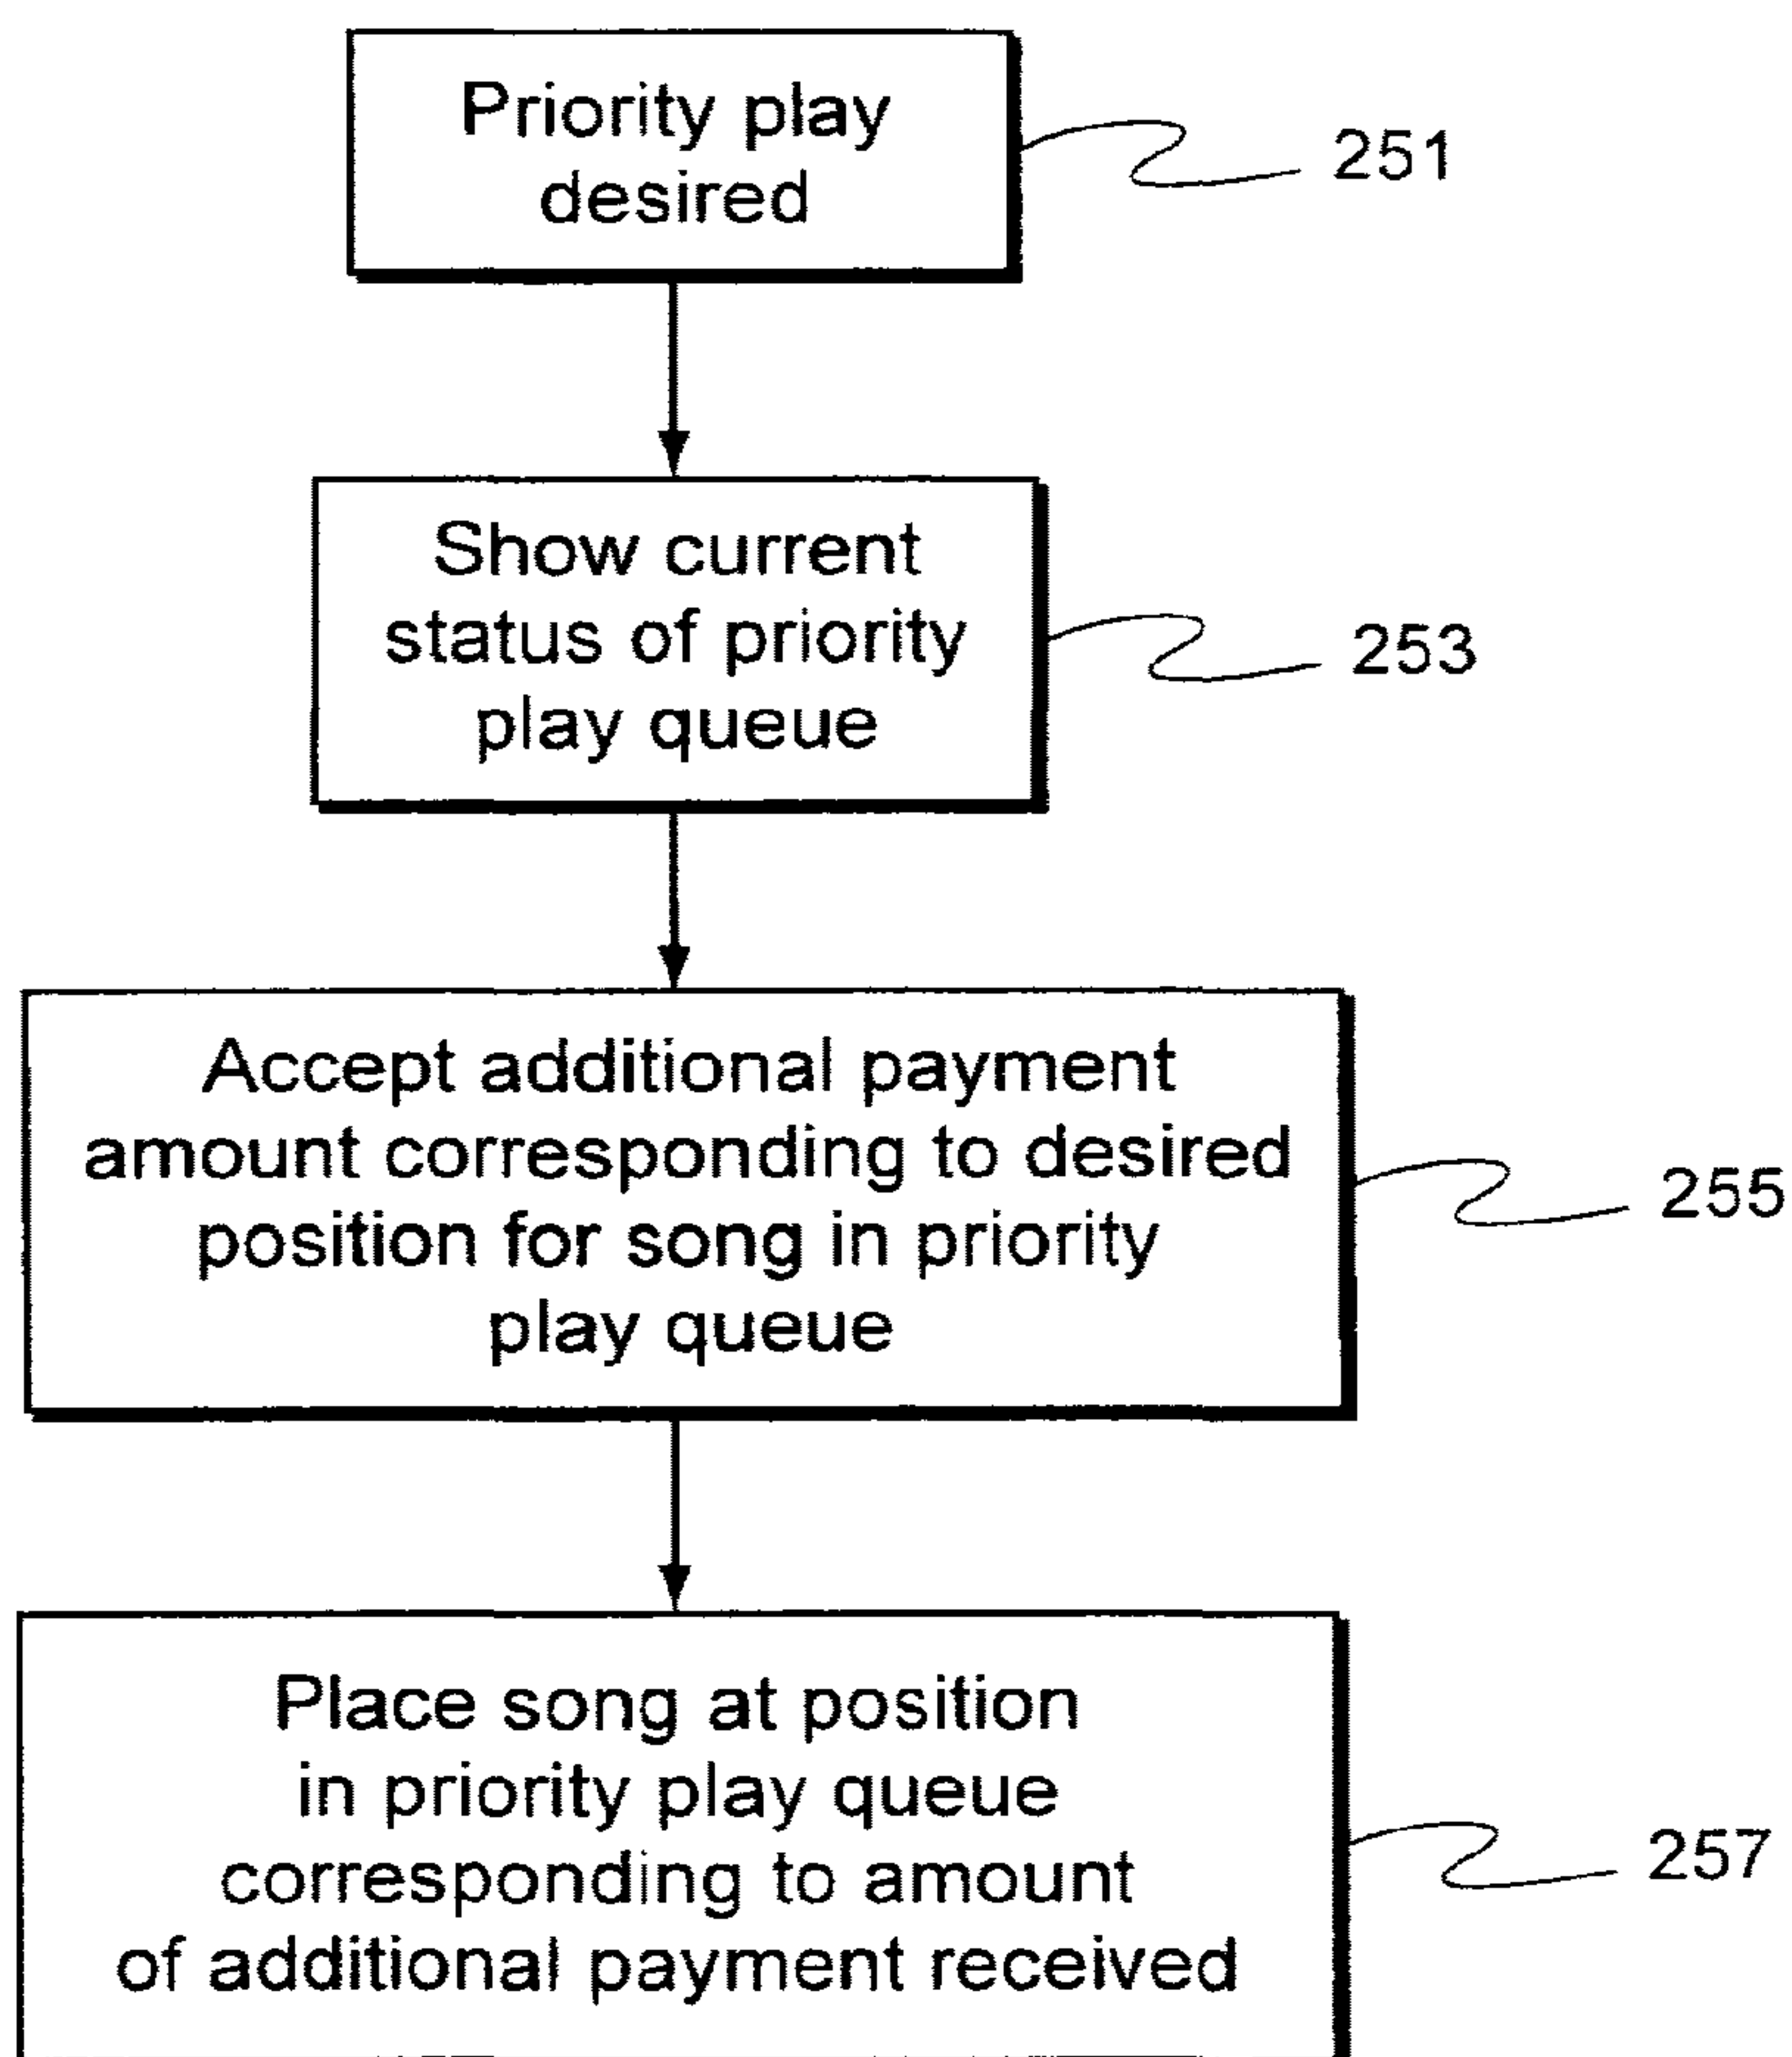 Priority play
desired
251
Show current
status of priority
play queue
253
Accept additional payment
amount corresponding to desired
position for song in priority
play queue
255
Place song at position
in priority play queue
corresponding to amount
of additional payment received
257